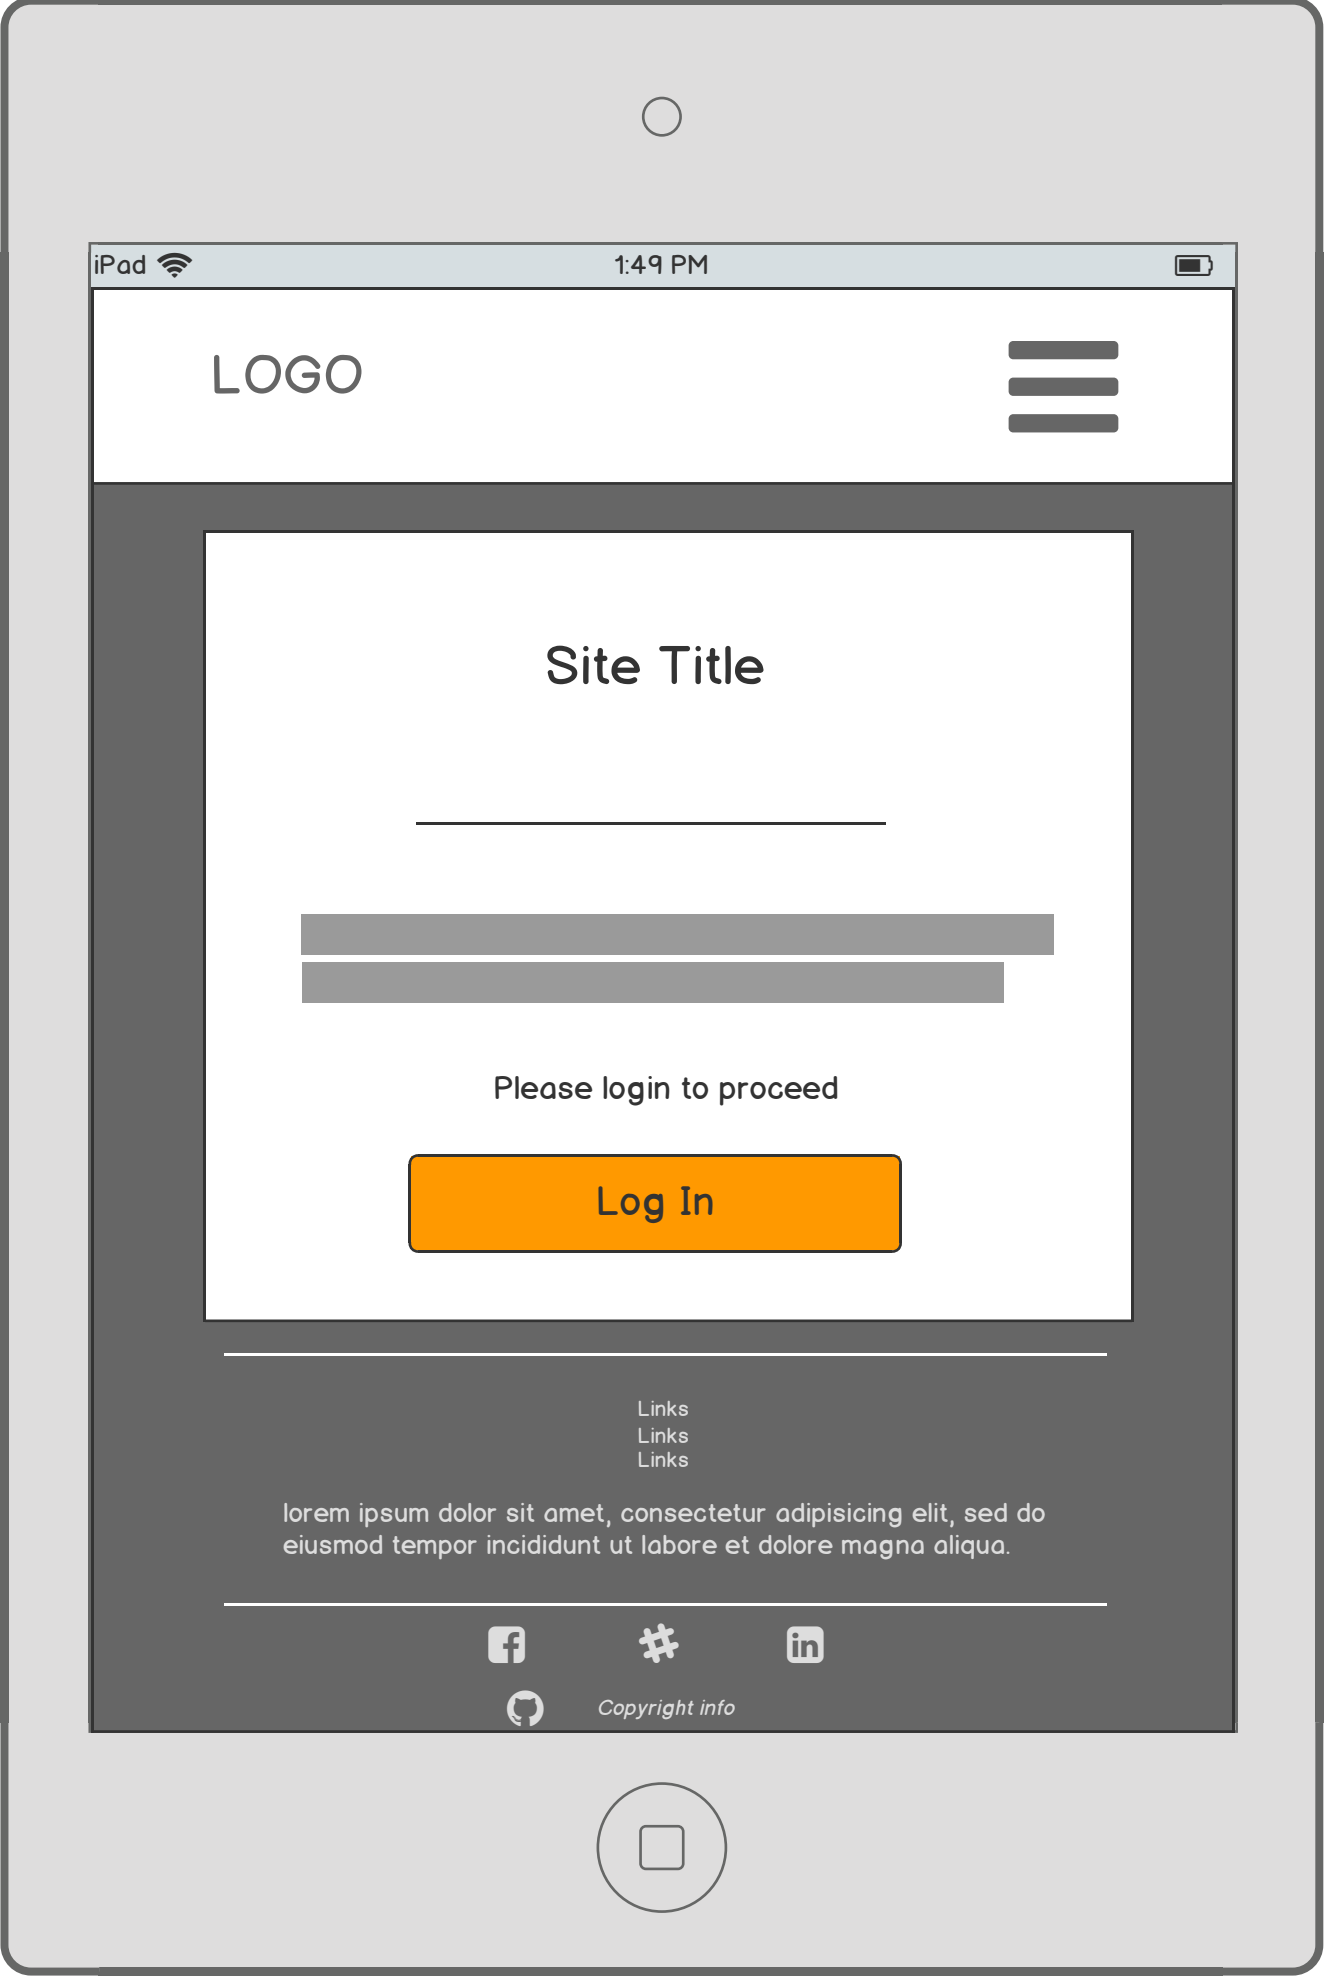 iPad 1:49 PM
LOGO
Site Title
Please login to proceed
Log In
Links
Links
Links
lorem ipsum dolor sit amet, consectetur adipisicing elit, sed do
eiusmod tempor incididunt ut labore et dolore magna aliqua.
Copyright info